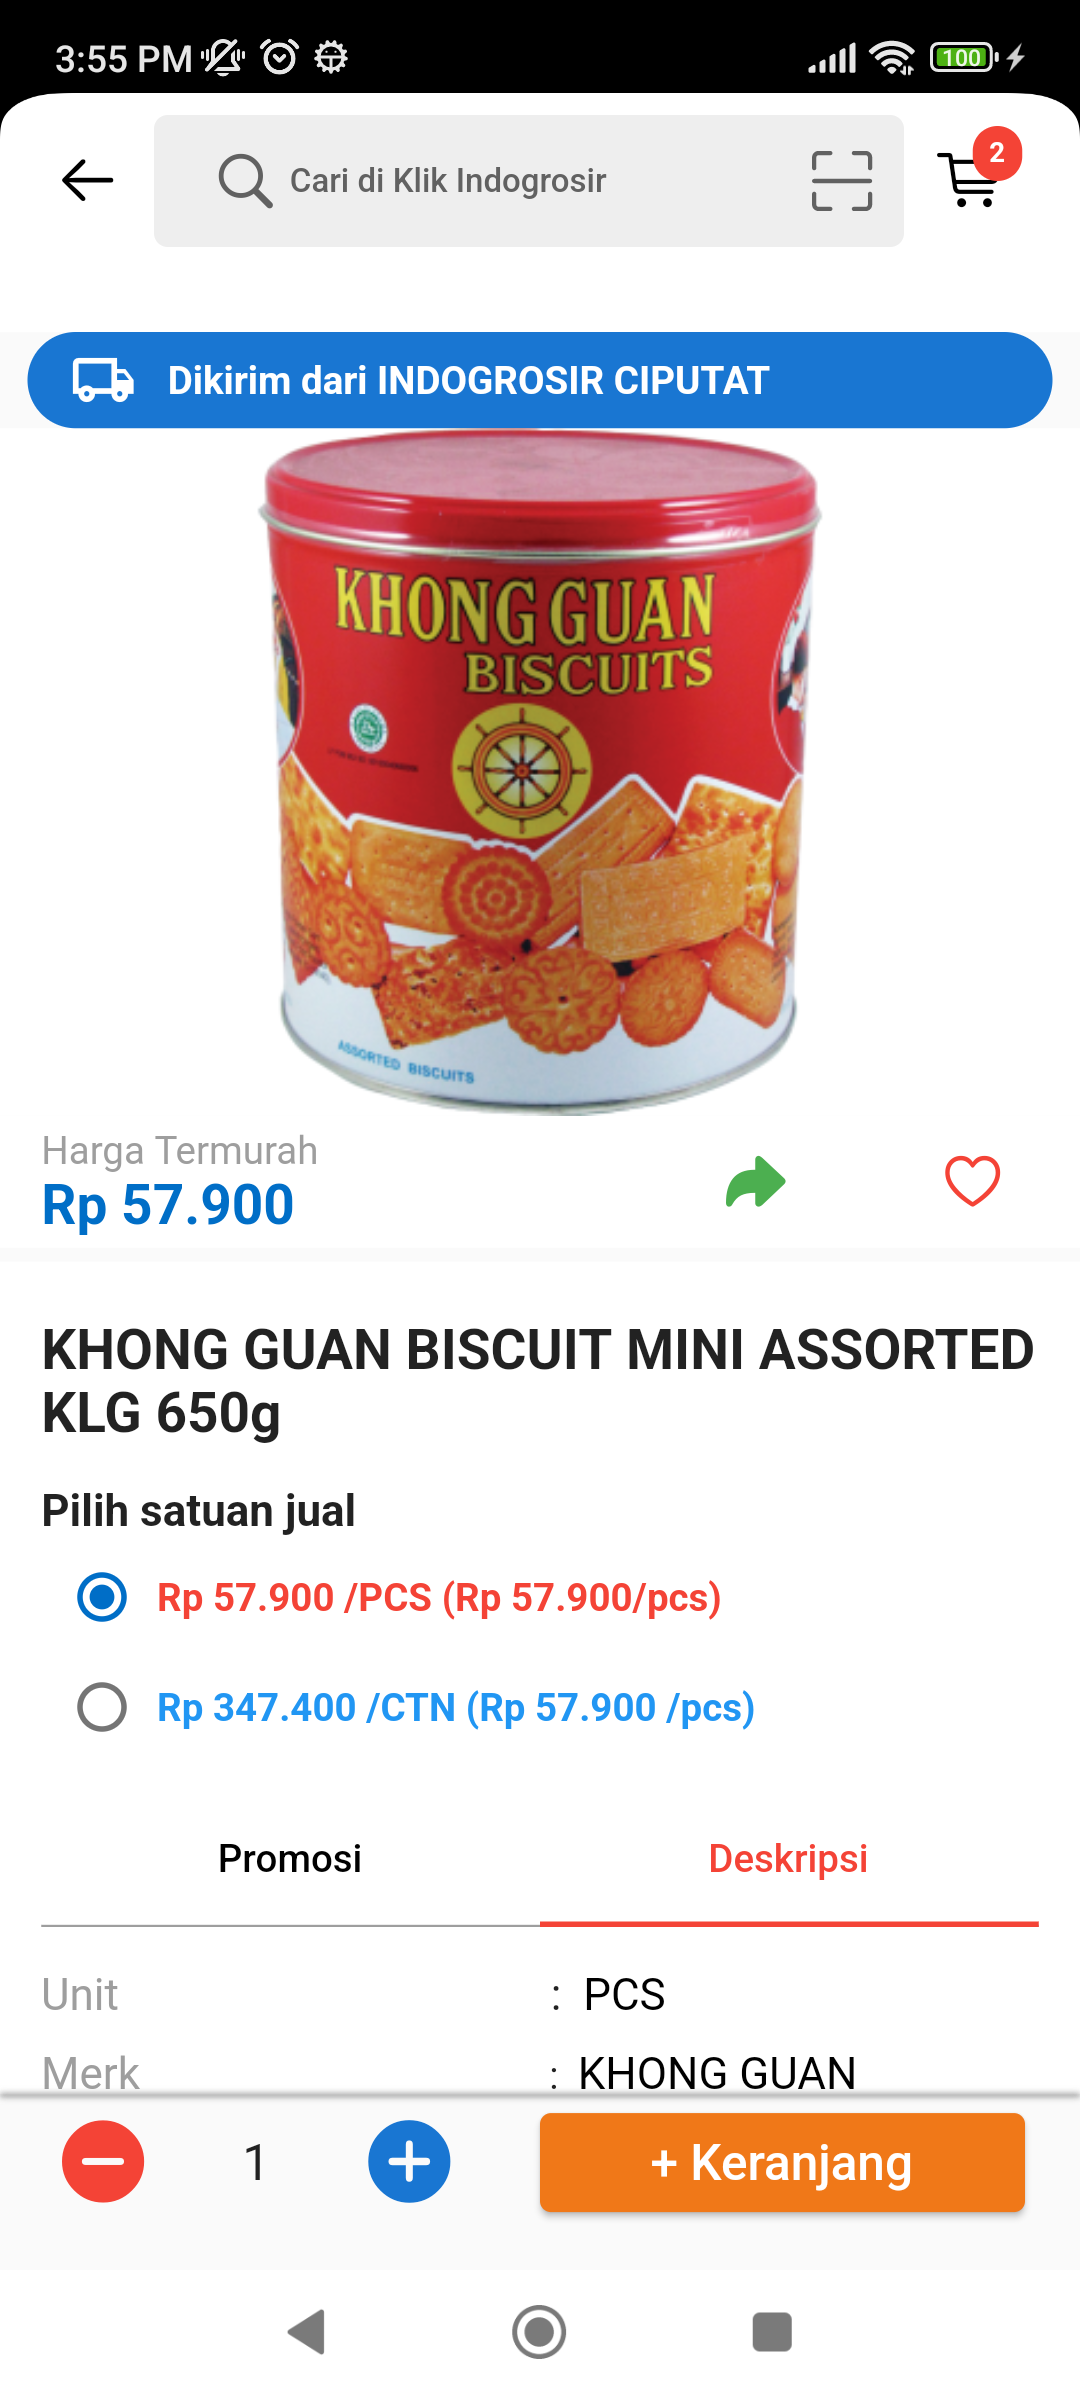 3:55 PM
100
Cari di Klik Indogrosir
2
Dikirim dari INDOGROSIR CIPUTAT
KHONG GUAN
BISCUITS
ASSORTED BISCUITS
Harga Termurah
Rp 57.900
KHONG GUAN BISCUIT MINI ASSORTED
KLG 650g
Pilih satuan jual
Rp 57.900 /PCS (Rp 57.900/pcs)
Rp 347.400 /CTN (Rp 57.900 /pcs)
Promosi
Deskripsi
Unit : PCS
Merk : KHONG GUAN
1
+ Keranjang